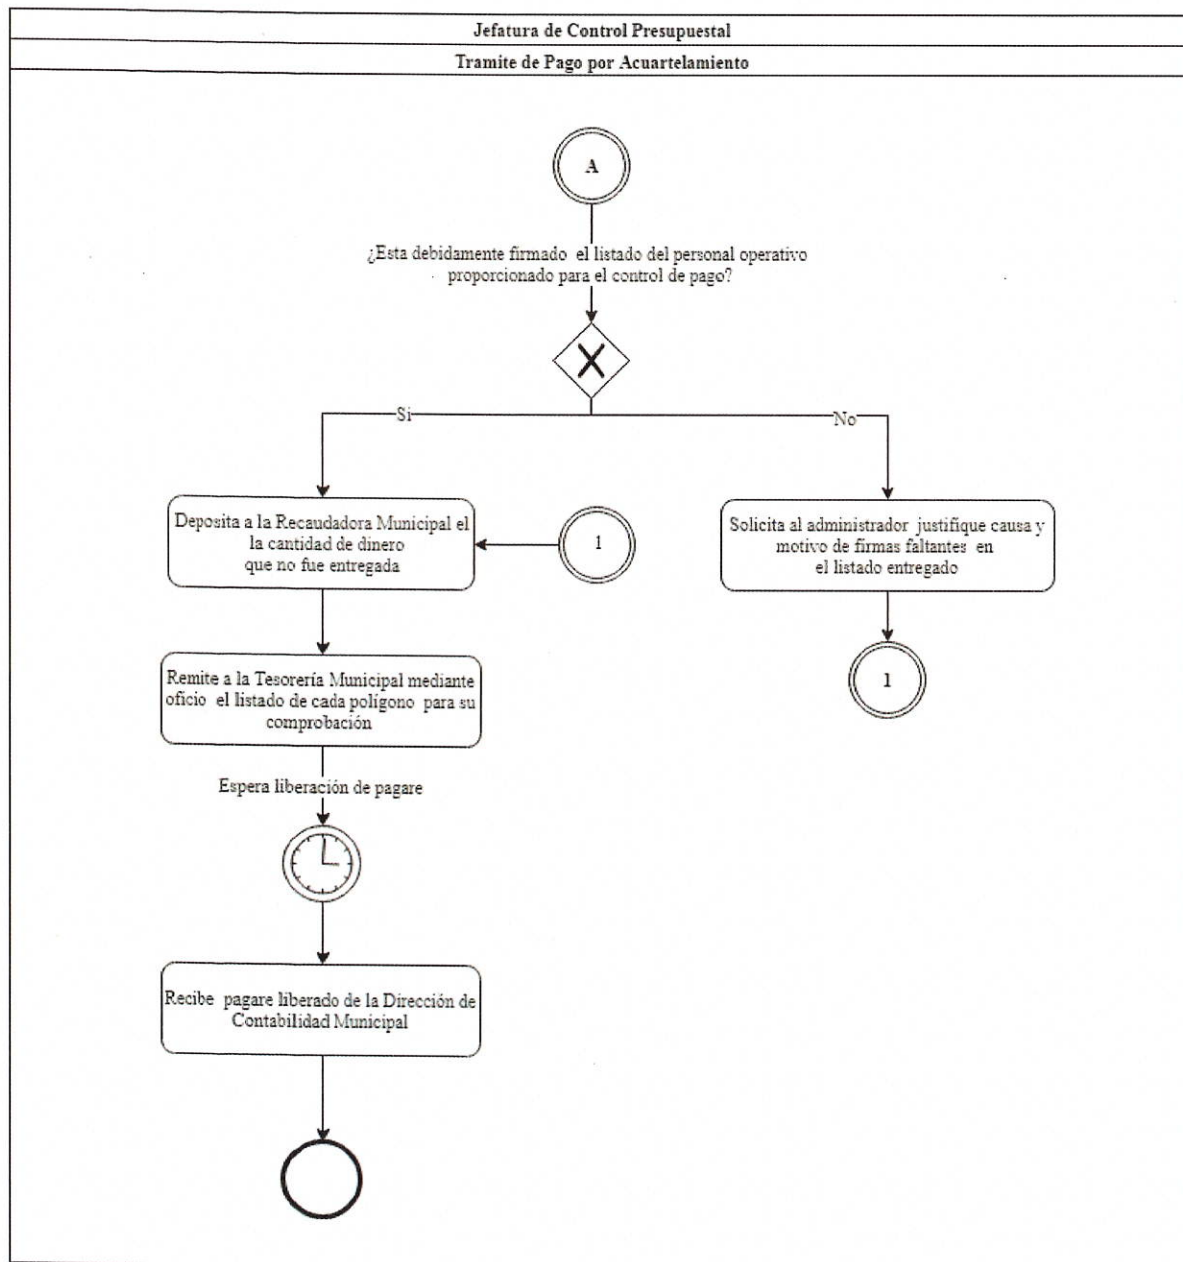 Jefatura de Control Presupuestal
Tramite de Pago por Acuartelamiento
A
¿Esta debidamente firmado el listado del personal operativo
proporcionado para el control de pago?
Si
No
Deposita a la Recaudadora Municipal el
la cantidad de dinero
que no fue entregada
1
Solicita al administrador justifique causa y
motivo de firmas faltantes en
el listado entregado
Remite a la Tesorería Municipal mediante
oficio el listado de cada polígono para su
comprobación
1
Espera liberación de pagare
Recibe pagare liberado de la Dirección de
Contabilidad Municipal